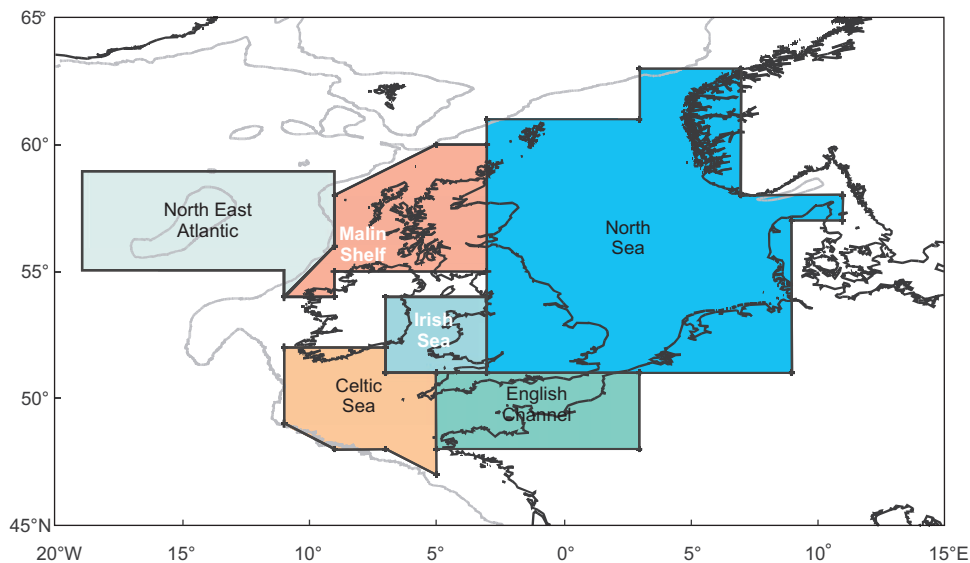 65°
60°
North East
Atlantic
Malin
Shelf
North
Sea
55°
Irish
Sea
Celtic
Sea
English
Channel
50°
45°N
20°W
15°
10°
5°
0°
5°
10°
15°E